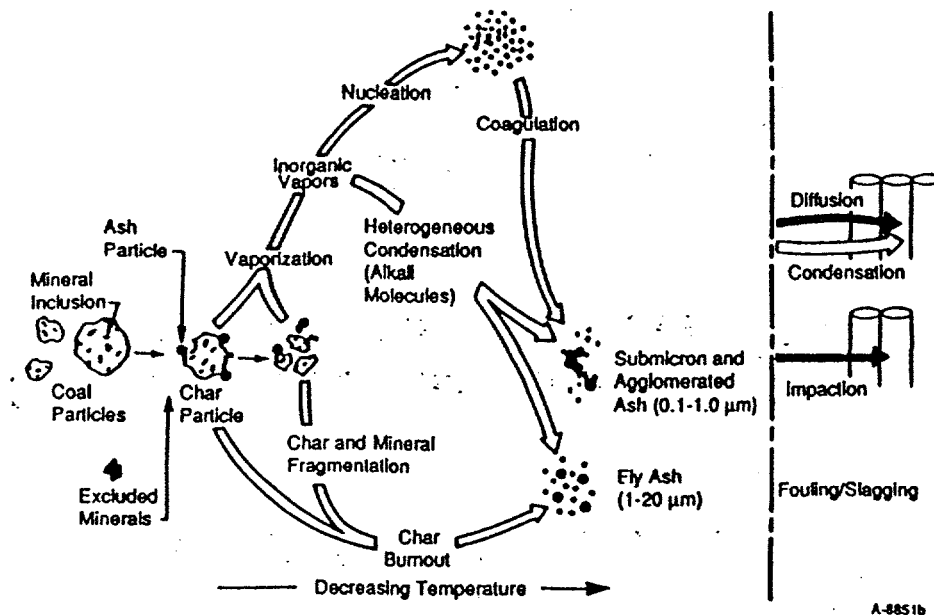 Nucleation
Coagulation
Inorganic
Vapors
Diffusion
Ash
Particle
Heterogeneous
Condensation
(Alkali
Molecules)
Condensation
Vaporization
Mineral
Inclusion
Submicron and
Agglomerated
Ash (0.1-1.0 μm)
Impaction
Coal
Particles
Char
Particle
Char and Mineral
Fragmentation
Excluded
Minerals
Fly Ash
(1-20 μm)
Fouling/Slagging
Char
Burnout
Decreasing Temperature
A-8851b